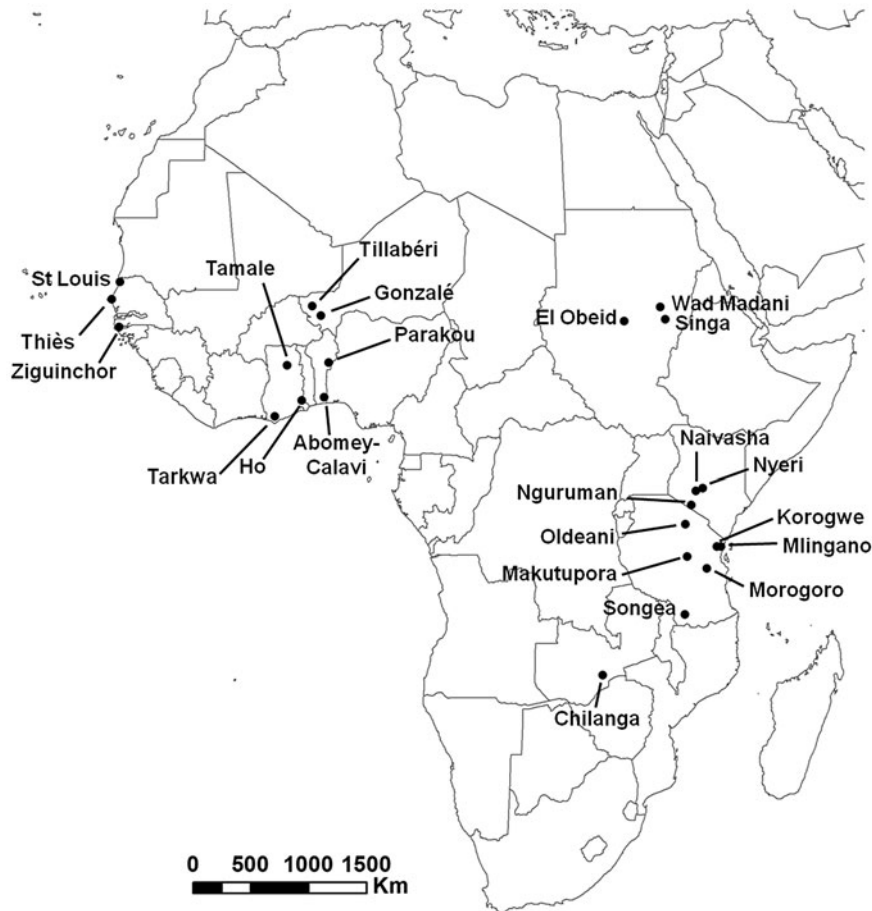 Tillabéri
Tamale
St Louis
Gonzalé
Wad Madani
El Obeid
Singa
Thiès
Parakou
Ziguinchor
Naivasha
Abomey-
Calavi
Ho
Tarkwa
Nyeri
Nguruman
Korogwe
Oldeani
Mlingano
Makutupora
Morogoro
Songea
Chilanga
0 500 1000 1500
Km